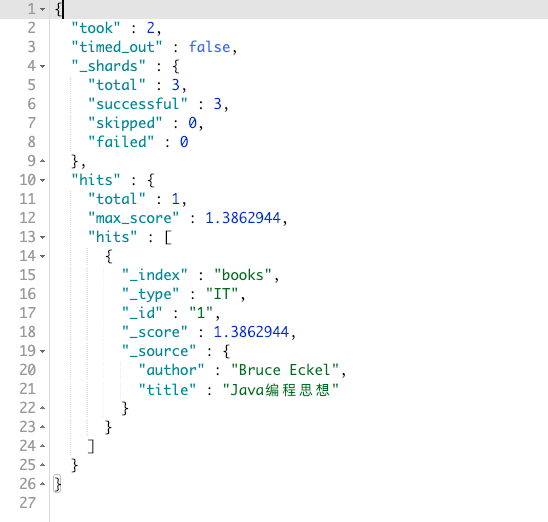 1 {
2   "took" : 2,
3   "timed_out" : false,
4   "_shards" : {
5     "total" : 3,
6     "successful" : 3,
7     "skipped" : 0,
8     "failed" : 0
9   },
10   "hits" : {
11     "total" : 1,
12     "max_score" : 1.3862944,
13     "hits" : [
14       {
15         "_index" : "books",
16         "_type" : "IT",
17         "_id" : "1",
18         "_score" : 1.3862944,
19         "_source" : {
20           "author" : "Bruce Eckel",
21           "title" : "Java编程思想"
22         }
23       }
24     ]
25   }
26 }
27